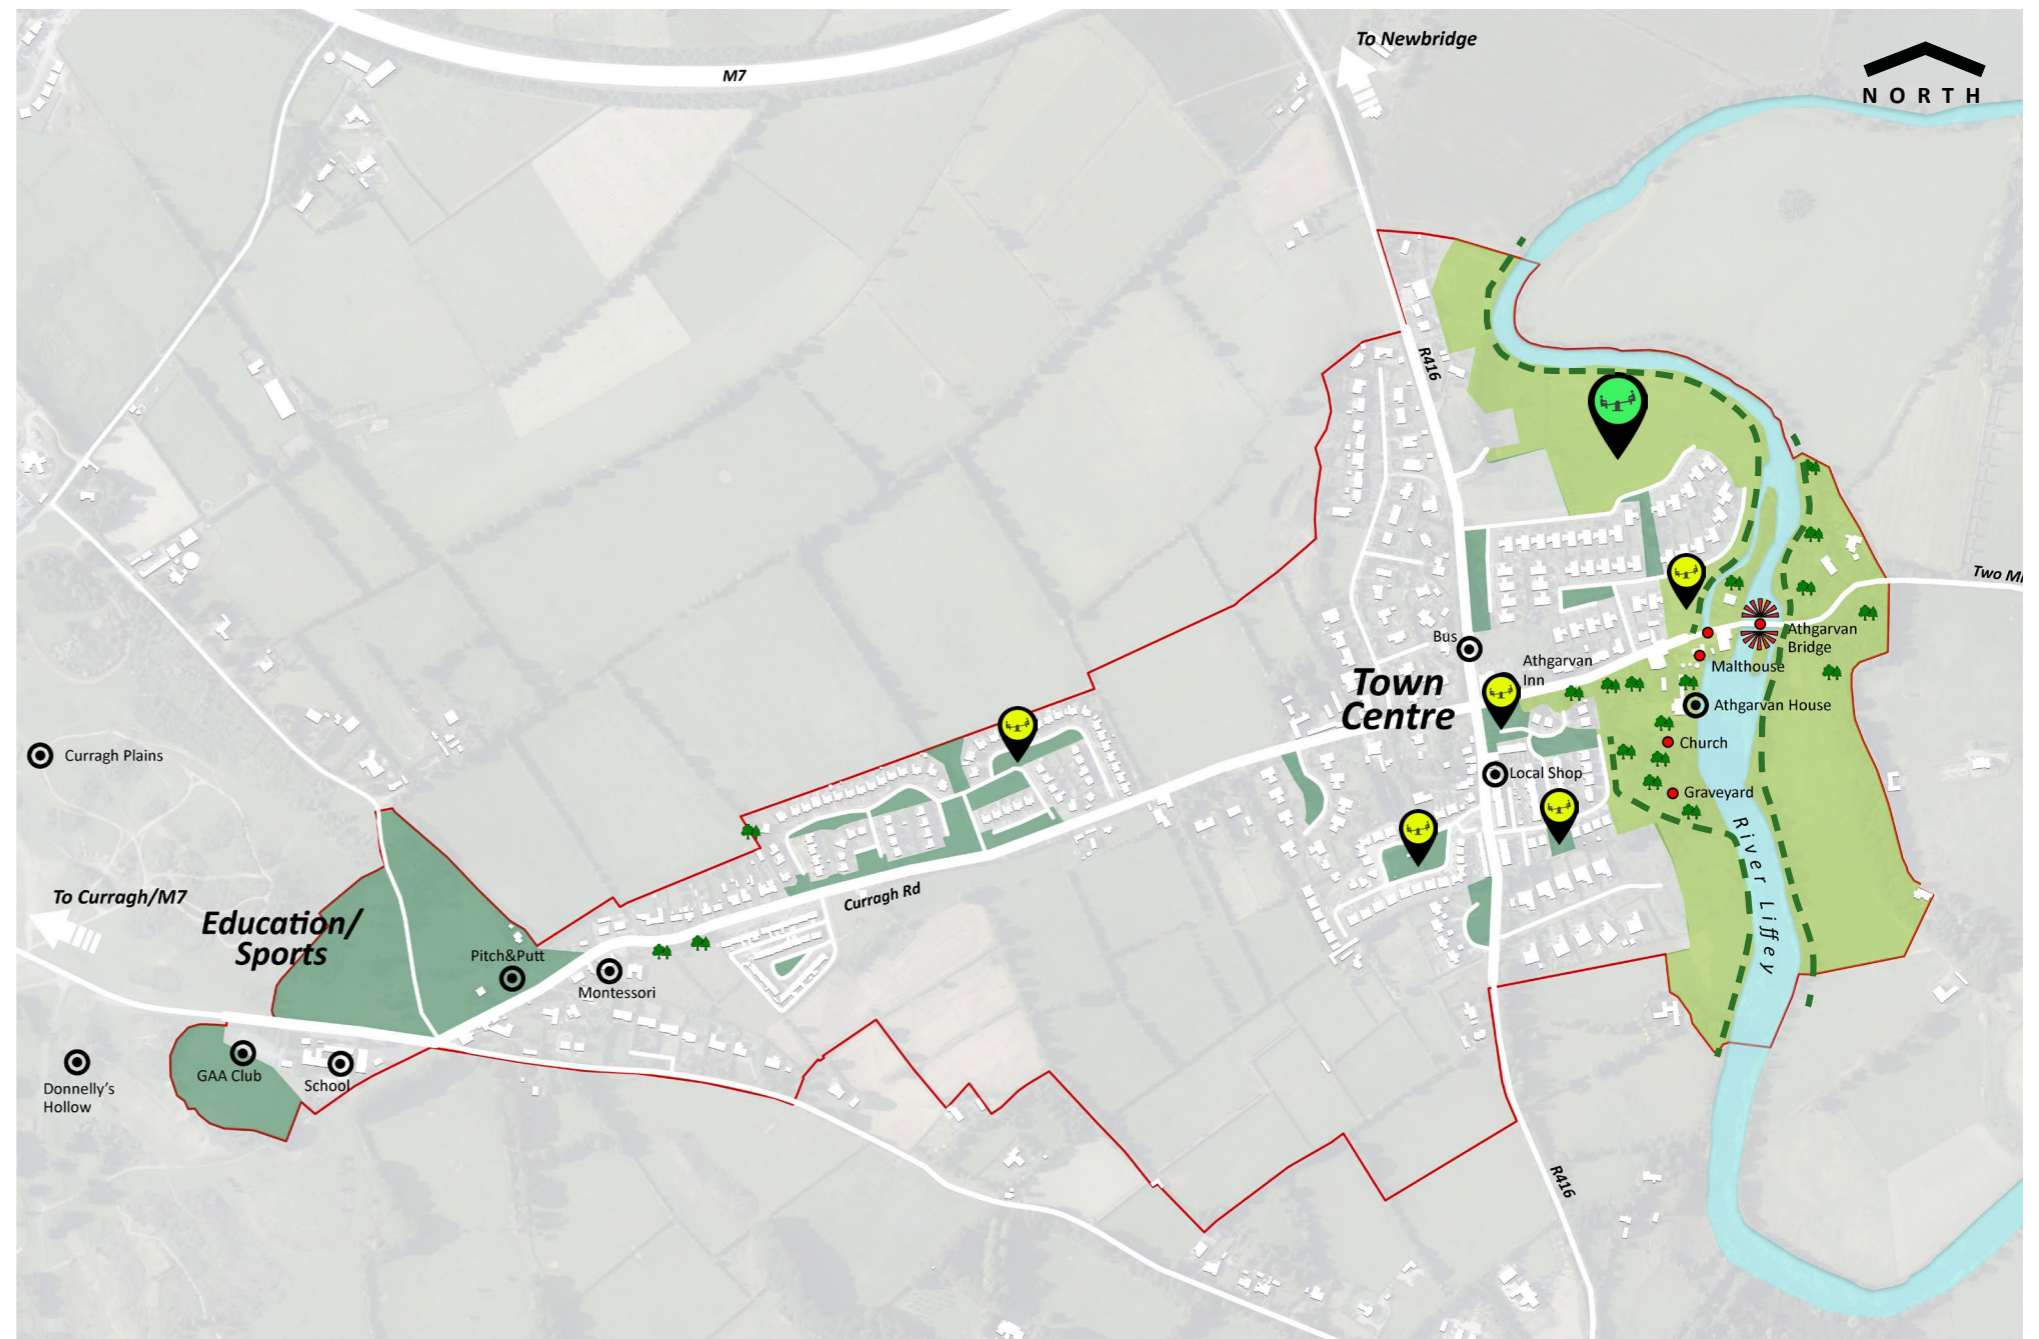 To Newbridge
M7
NORTH
R416
Bus
Athgarvan
Inn
Athgarvan
Bridge
Malthouse
Town
Centre
Athgarvan House
Church
Curragh Plains
Local Shop
Graveyard
River Liffey
Curragh Rd
To Curragh/M7
Education/
Sports
Pitch&Putt
Montessori
GAA Club
School
Donnelly's
Hollow
R416
Two